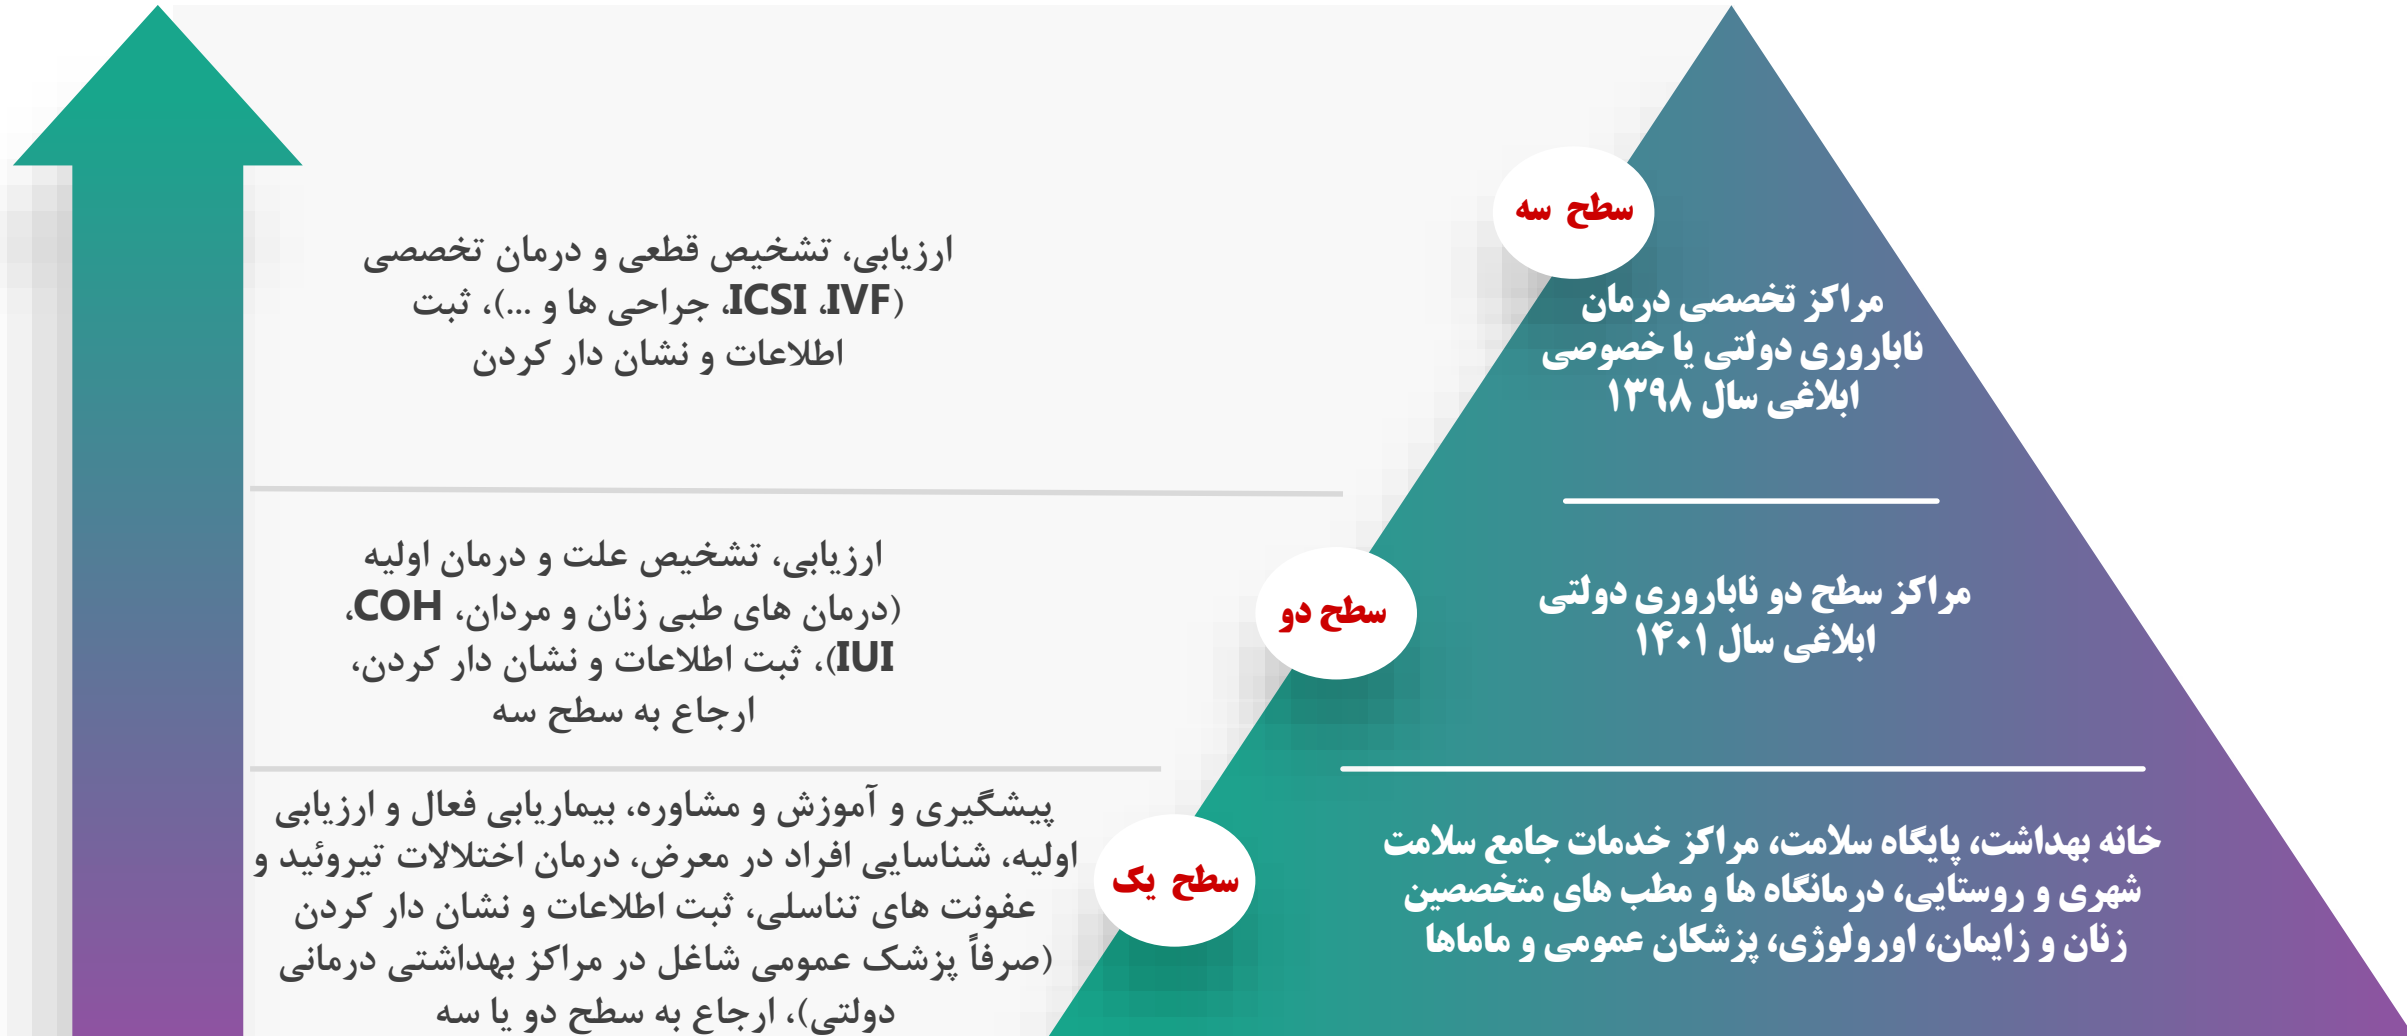 سطح سه
مراکز تخصصی درمان
ناباروری دولتی یا خصوصی
ابلاغی سال ۱۳۹۸
ارزیابی، تشخیص قطعی و درمان تخصصی
(ICSI ،IVF، جراحی ها و ...)، ثبت
اطلاعات و نشان دار کردن
سطح دو
مراکز سطح دو ناباروری دولتی
ابلاغی سال ۱۴۰۱
ارزیابی، تشخیص علت و درمان اولیه
(درمان های طبی زنان و مردان، COH،
IUI)، ثبت اطلاعات و نشان دار کردن،
ارجاع به سطح سه
سطح یک
خانه بهداشت، پایگاه سلامت، مراکز خدمات جامع سلامت
شهری و روستایی، درمانگاه ها و مطب های متخصصین
زنان و زایمان، اورولوژی، پزشکان عمومی و ماماها
پیشگیری و آموزش و مشاوره، بیماریابی فعال و ارزیابی
اولیه، شناسایی افراد در معرض، درمان اختلالات تیروئید و
عفونت های تناسلی، ثبت اطلاعات و نشان دار کردن
(صرفاً پزشک عمومی شاغل در مراکز بهداشتی درمانی
دولتی)، ارجاع به سطح دو یا سه